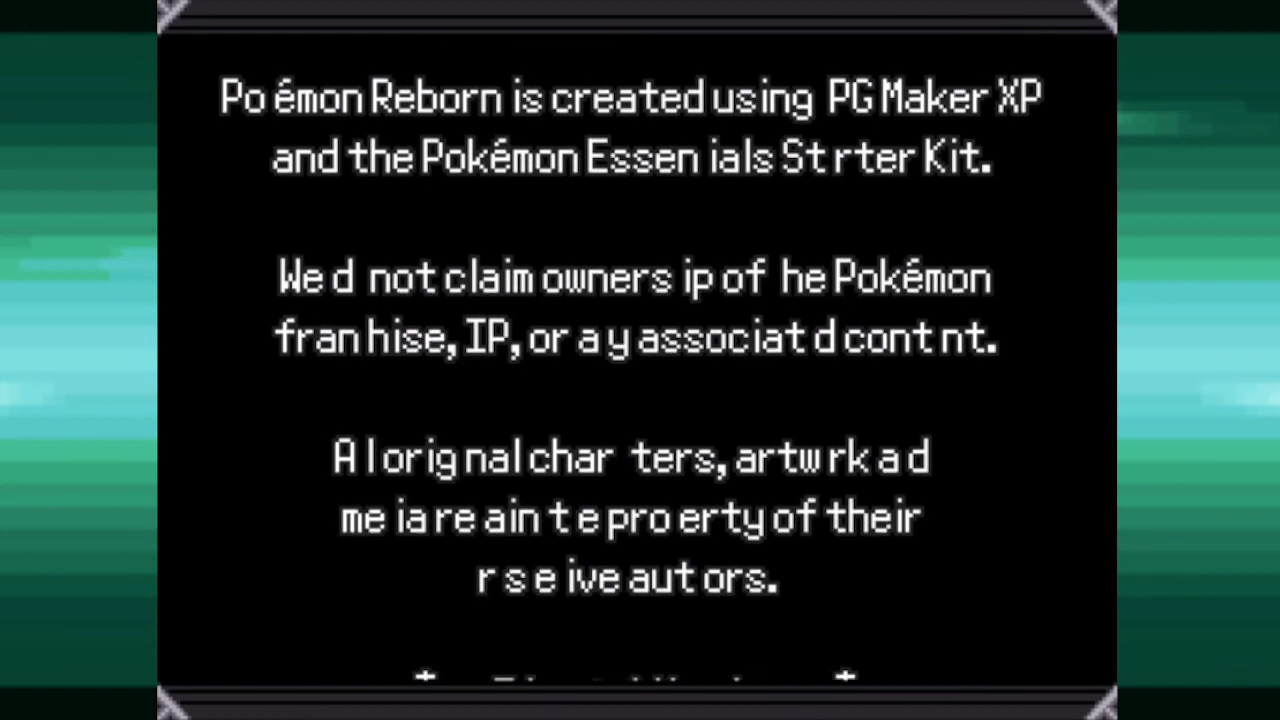 Po émon Reborn is created using PG Maker XP
and the Pokémon Essen ials St rter Kit.
We d not claim owners ip of he Pokémon
fran hise, IP, or a y associat d cont nt.
A l orig nal char ters, artw rk a d
me ia re ain t e pro erty of their
r s e ive aut ors.